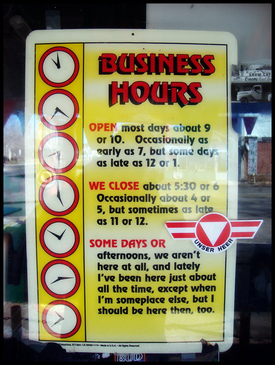 BUSINESS
HOURS
OPEN most days about 9
or 10. Occasionally as
early as 7, but some days
as late as 12 or 1.
WE CLOSE about 5:30 or 6
Occasionally about 4 or
5, but sometimes as late
as 11 or 12.
UNSER HEER
SOME DAYS OR
afternoons, we aren't
here at all, and lately
I've been here just about
all the time, except when
I'm someplace else, but I
should be here then, too.